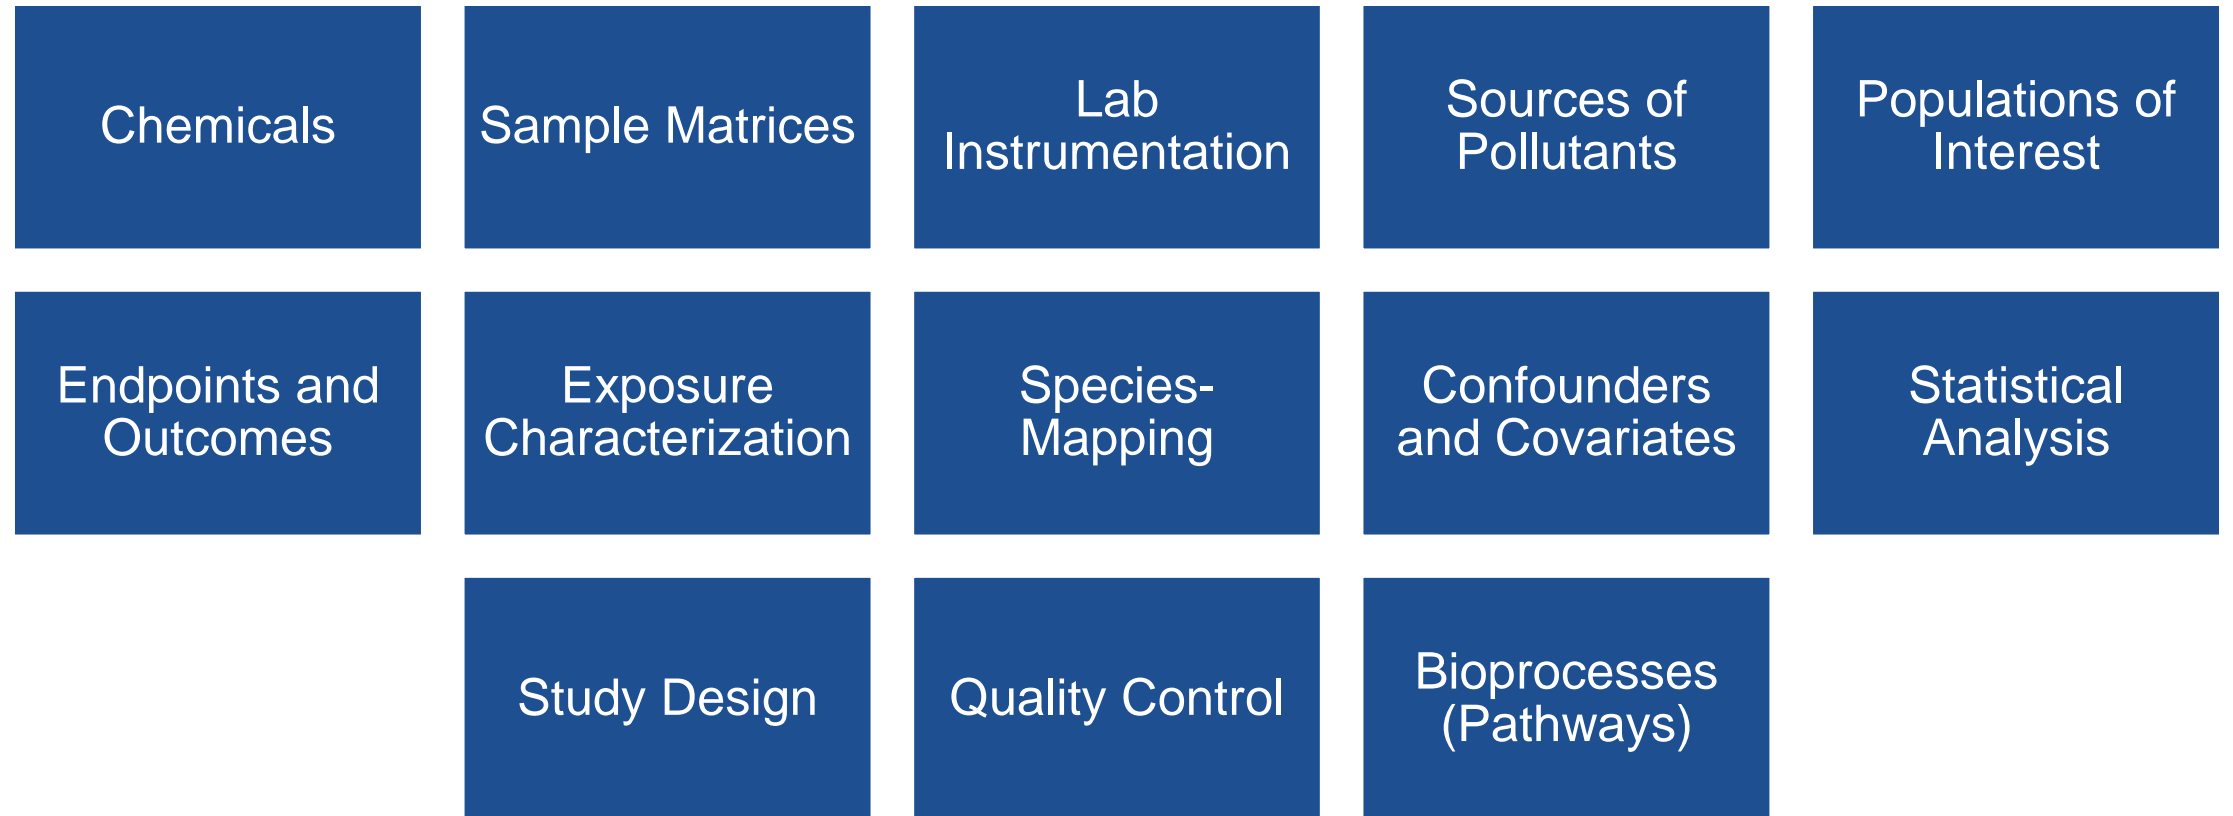 Chemicals
Sample Matrices
Lab
Instrumentation
Sources of
Pollutants
Populations of
Interest
Endpoints and
Outcomes
Exposure
Characterization
Species-
Mapping
Confounders
and Covariates
Statistical
Analysis
Study Design
Quality Control
Bioprocesses
(Pathways)